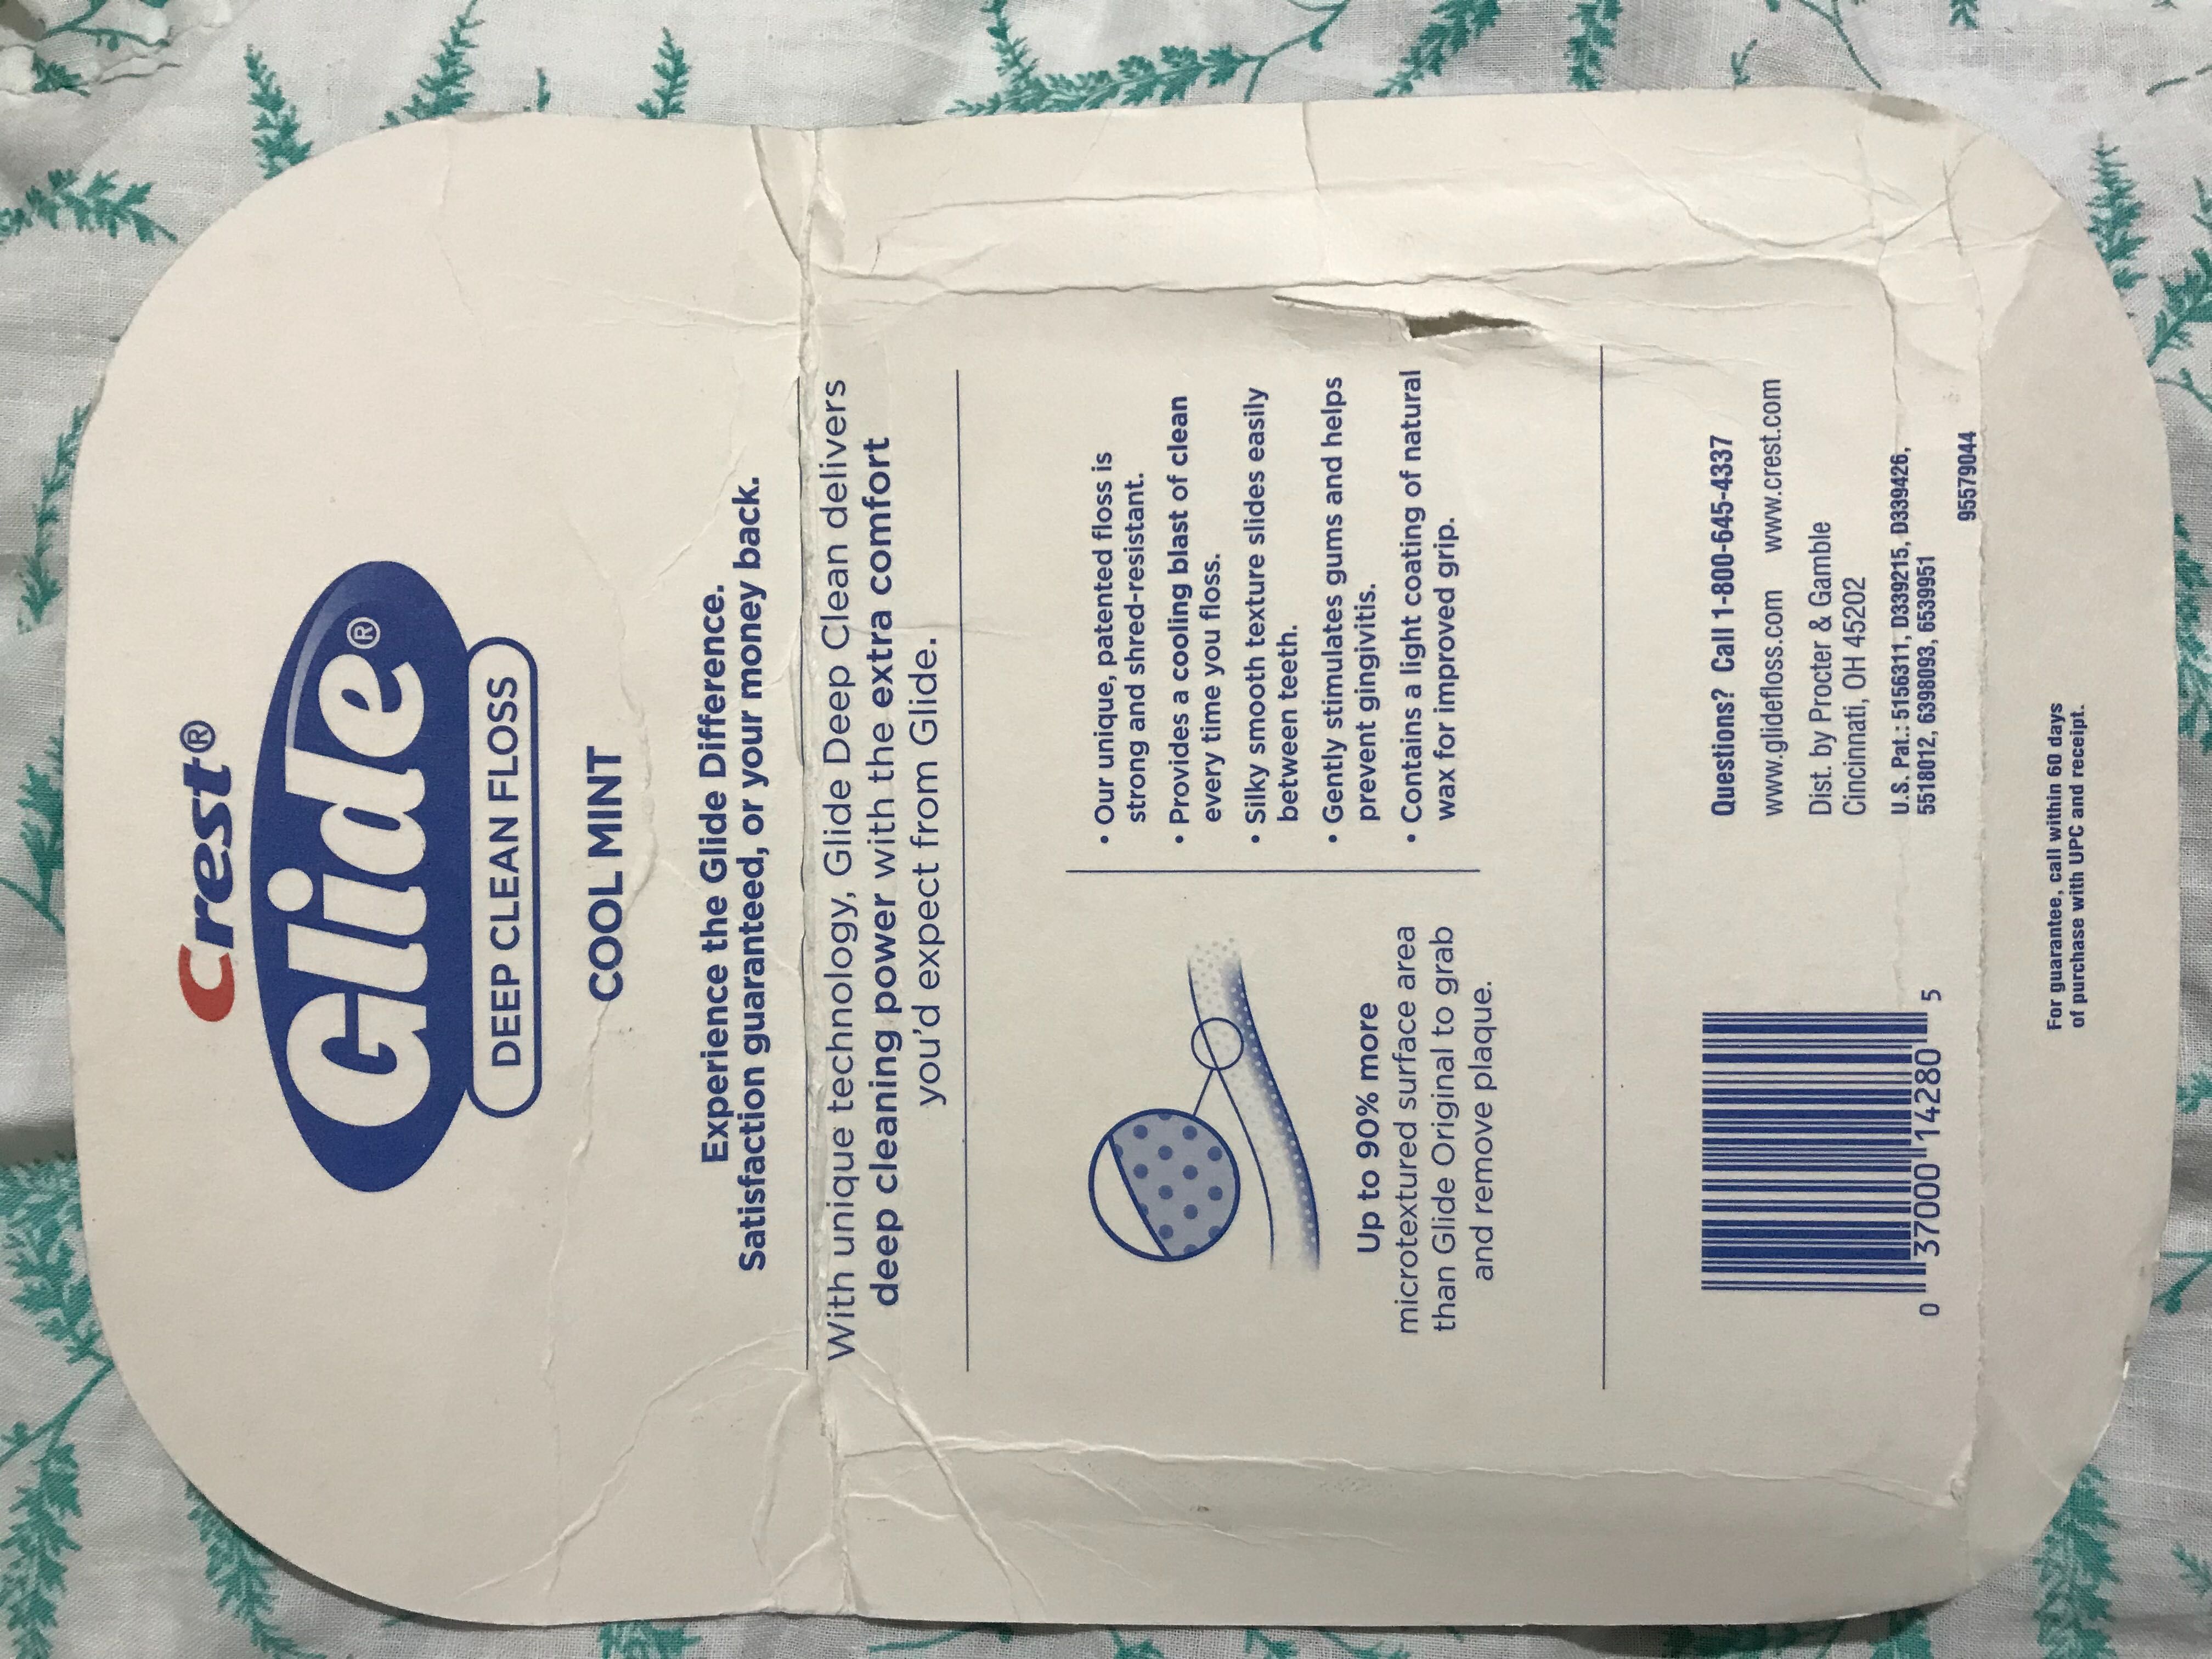 Crest®
Glide®
DEEP CLEAN FLOSS
COOL MINT
Experience the Glide Difference.
Satisfaction guaranteed, or your money back.
With unique technology, Glide Deep Clean delivers
deep cleaning power with the extra comfort
you'd expect from Glide.
Up to 90% more
microtextured surface area
than Glide Original to grab
and remove plaque.
• Our unique, patented floss is
strong and shred-resistant.
• Provides a cooling blast of clean
every time you floss.
• Silky smooth texture slides easily
between teeth.
• Gently stimulates gums and helps
prevent gingivitis.
• Contains a light coating of natural
wax for improved grip.
0 37000 14280 5
Questions? Call 1-800-645-4337
www.glidefloss.com www.crest.com
Dist. by Procter & Gamble
Cincinnati, OH 45202
U.S. Pat.: 5156311, D339215, D339426,
5518012, 6398093, 6539951
95579044
For guarantee, call within 60 days
of purchase with UPC and receipt.